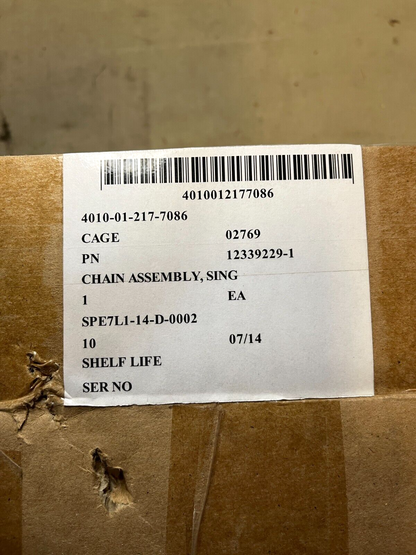 4010012177086
4010-01-217-7086
CAGE 02769
PN 12339229-1
CHAIN ASSEMBLY, SING
1 EA
SPE7L1-14-D-0002
10 07/14
SHELF LIFE
SER NO